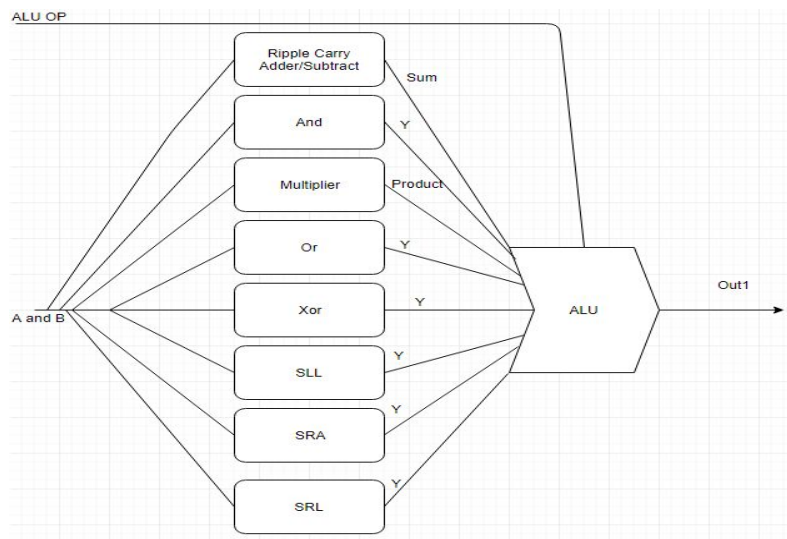 ALU OP
Ripple Carry
Adder/Subtract
Sum
And
Y
Multiplier
Product
Or
Y
Xor
Y
A and B
ALU
Out1
SLL
Y
SRA
Y
SRL
Y